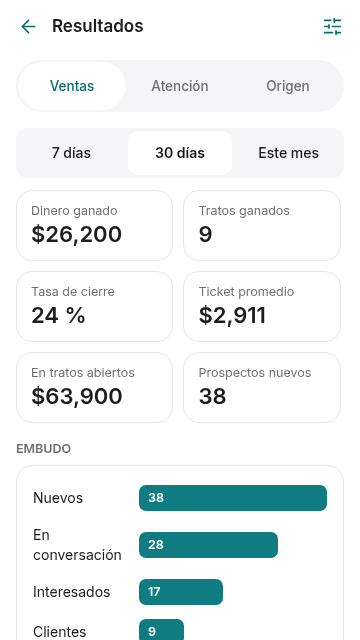 Resultados
Ventas
Atención
Origen
7 días
30 días
Este mes
Dinero ganado
$26,200
Tratos ganados
9
Tasa de cierre
24 %
Ticket promedio
$2,911
En tratos abiertos
$63,900
Prospectos nuevos
38
EMBUDO
Nuevos
38
En
conversación
28
Interesados
17
Clientes
9